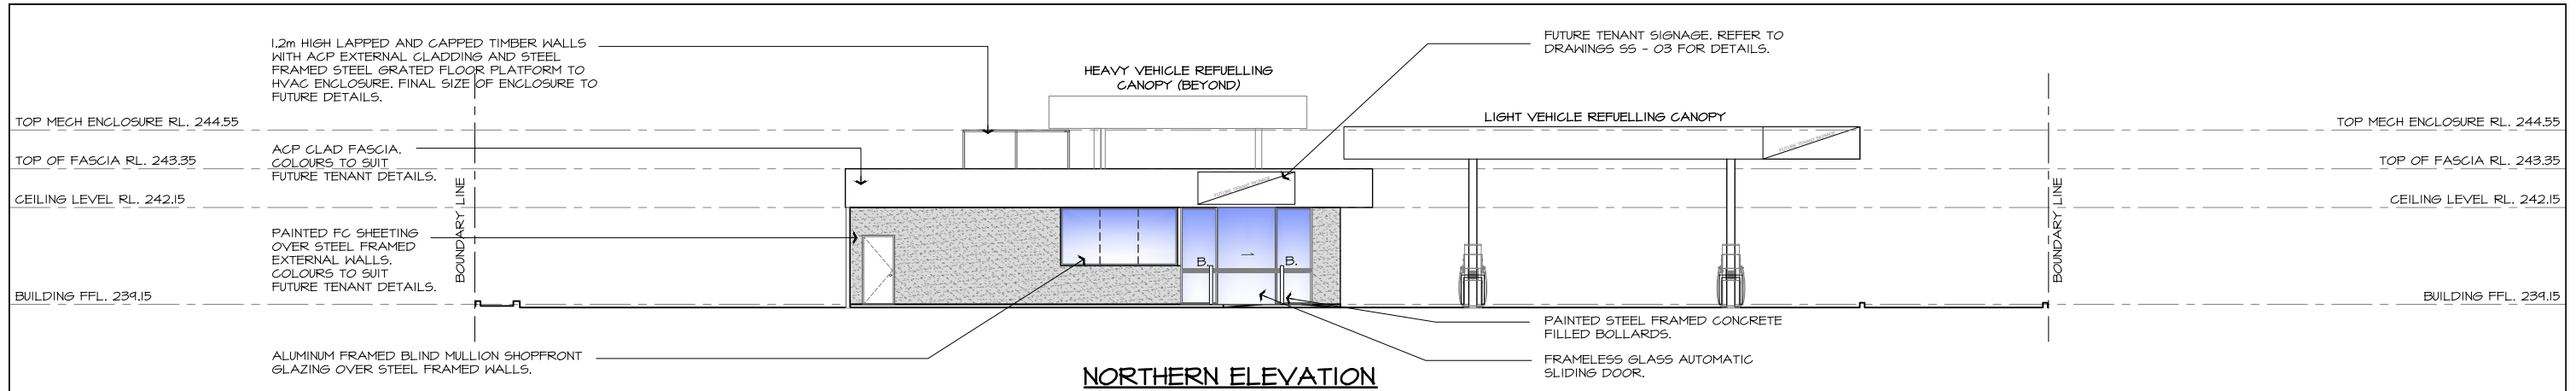 1.2m HIGH LAPPED AND CAPPED TIMBER WALLS
WITH ACP EXTERNAL CLADDING AND STEEL
FRAMED STEEL GRATED FLOOR PLATFORM TO
HVAC ENCLOSURE. FINAL SIZE OF ENCLOSURE TO
FUTURE DETAILS.
HEAVY VEHICLE REFUELLING
CANOPY (BEYOND)
FUTURE TENANT SIGNAGE. REFER TO
DRAWINGS SS - 03 FOR DETAILS.
LIGHT VEHICLE REFUELLING CANOPY
FUTURE TENANT SIGNAGE
TOP MECH ENCLOSURE RL. 244.55
TOP MECH ENCLOSURE RL. 244.55
ACP CLAD FASCIA.
COLOURS TO SUIT
FUTURE TENANT DETAILS.
TOP OF FASCIA RL. 243.35
TOP OF FASCIA RL. 243.35
FUTURE TENANT SIGNAGE
CEILING LEVEL RL. 242.15
CEILING LEVEL RL. 242.15
BOUNDARY LINE
BOUNDARY LINE
PAINTED FC SHEETING
OVER STEEL FRAMED
EXTERNAL WALLS.
COLOURS TO SUIT
FUTURE TENANT DETAILS.
B.
B.
BUILDING FFL. 239.15
BUILDING FFL. 239.15
PAINTED STEEL FRAMED CONCRETE
FILLED BOLLARDS.
ALUMINUM FRAMED BLIND MULLION SHOPFRONT
GLAZING OVER STEEL FRAMED WALLS.
FRAMELESS GLASS AUTOMATIC
SLIDING DOOR.
NORTHERN ELEVATION